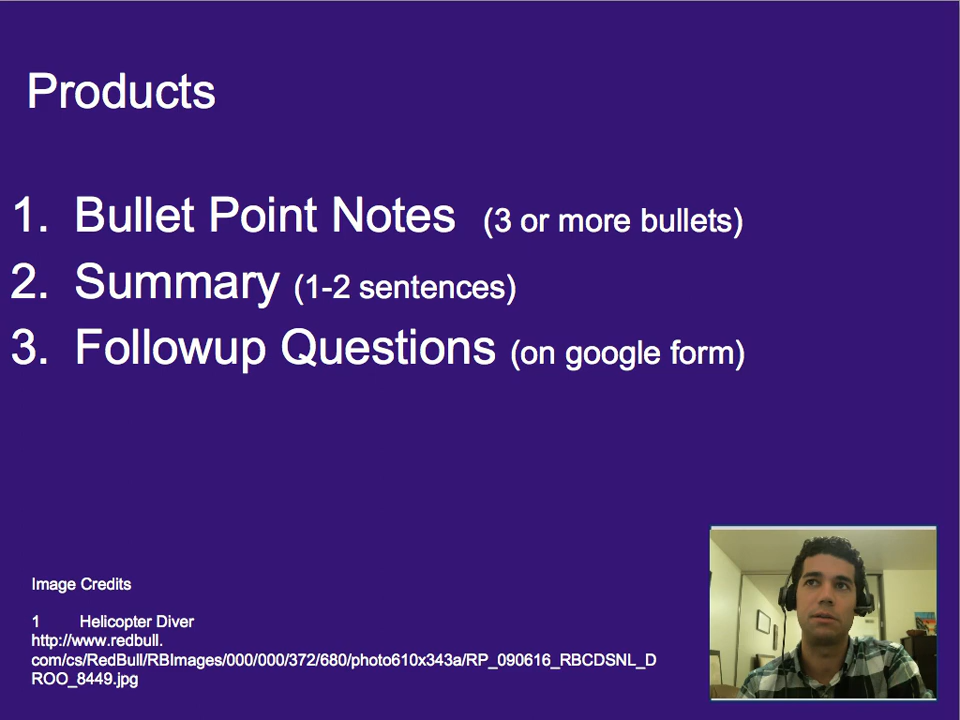 Products
1. Bullet Point Notes (3 or more bullets)
2. Summary (1-2 sentences)
3. Followup Questions (on google form)
Image Credits
1 Helicopter Diver
http://www.redbull.
com/cs/RedBull/RBImages/000/000/372/680/photo610x343a/RP_090616_RBCDSNL_D
ROO_8449.jpg